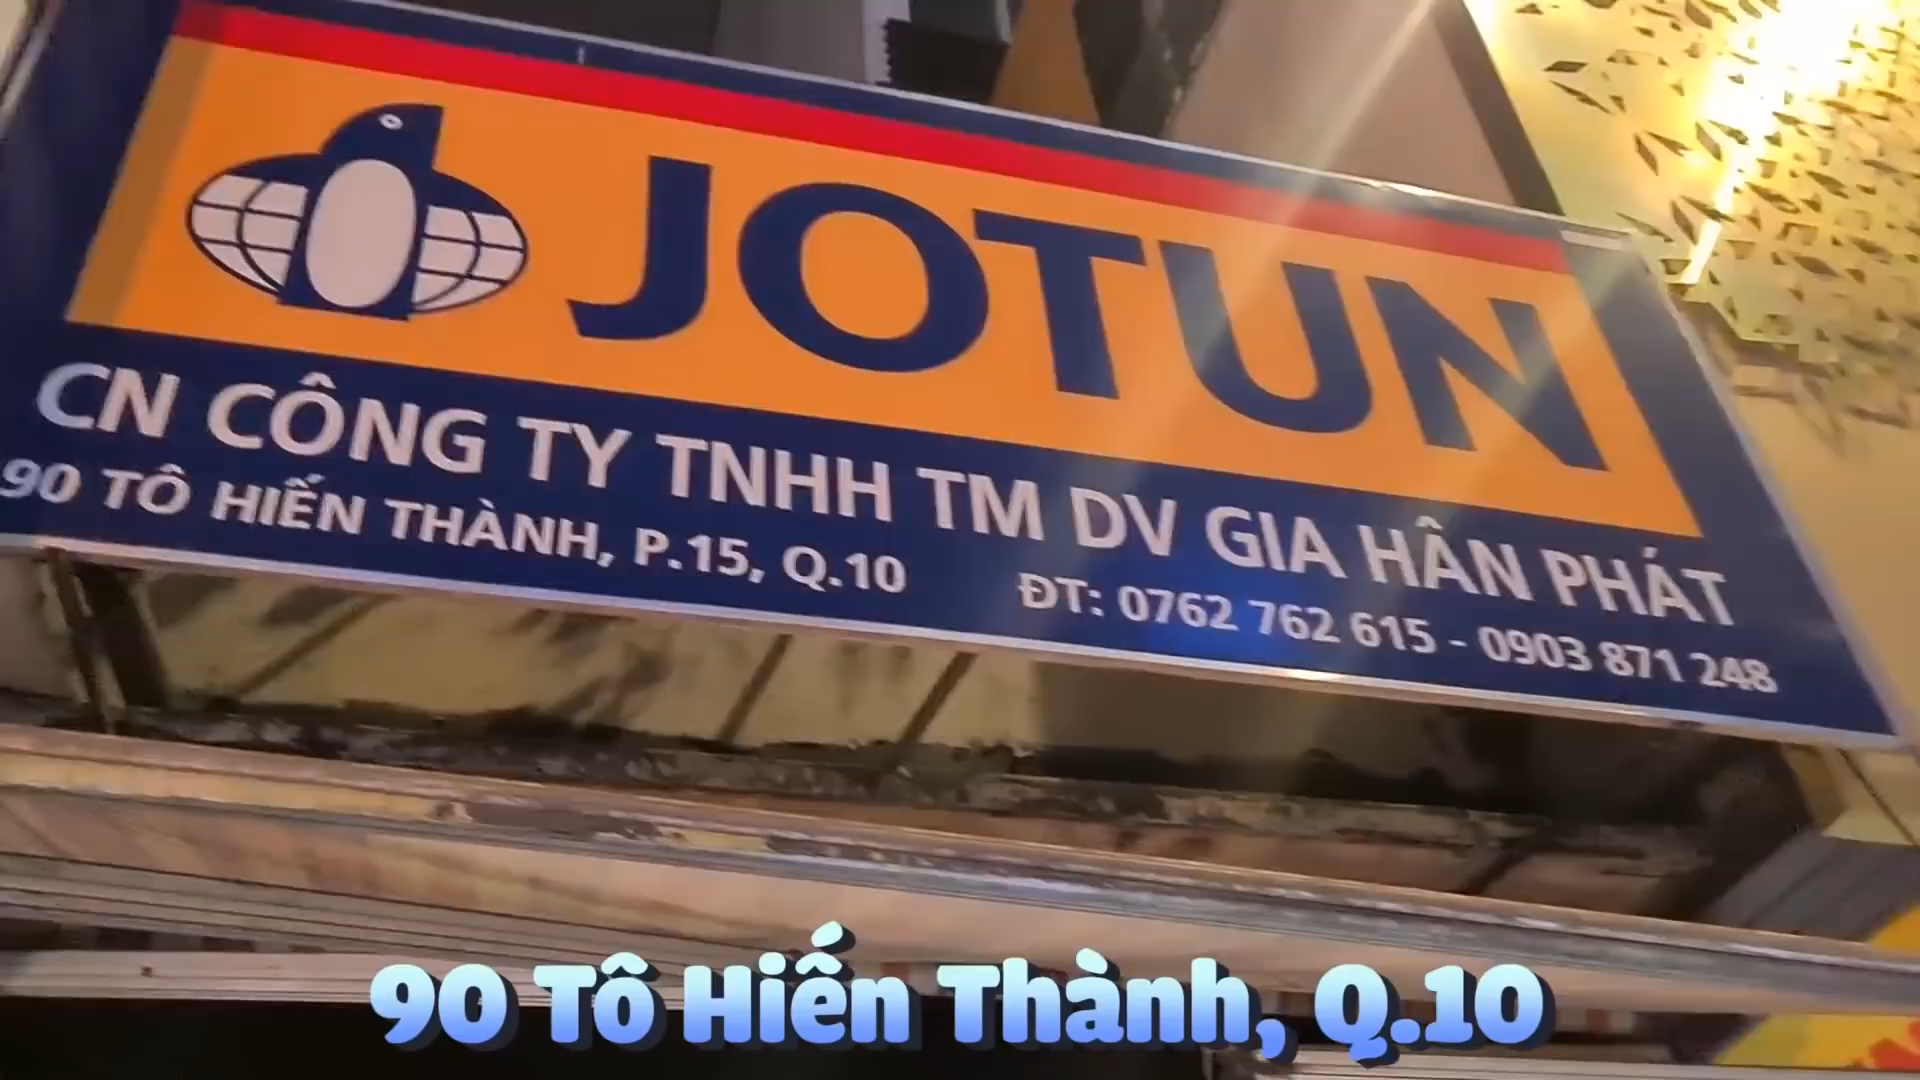 JOTUN
CN CÔNG TY TNHH TM DV GIA HÂN PHÁT
90 TÔ HIẾN THÀNH, P.15, Q.10 ĐT: 0762 762 615 - 0903 871 248
90 Tô Hiến Thành, Q.10